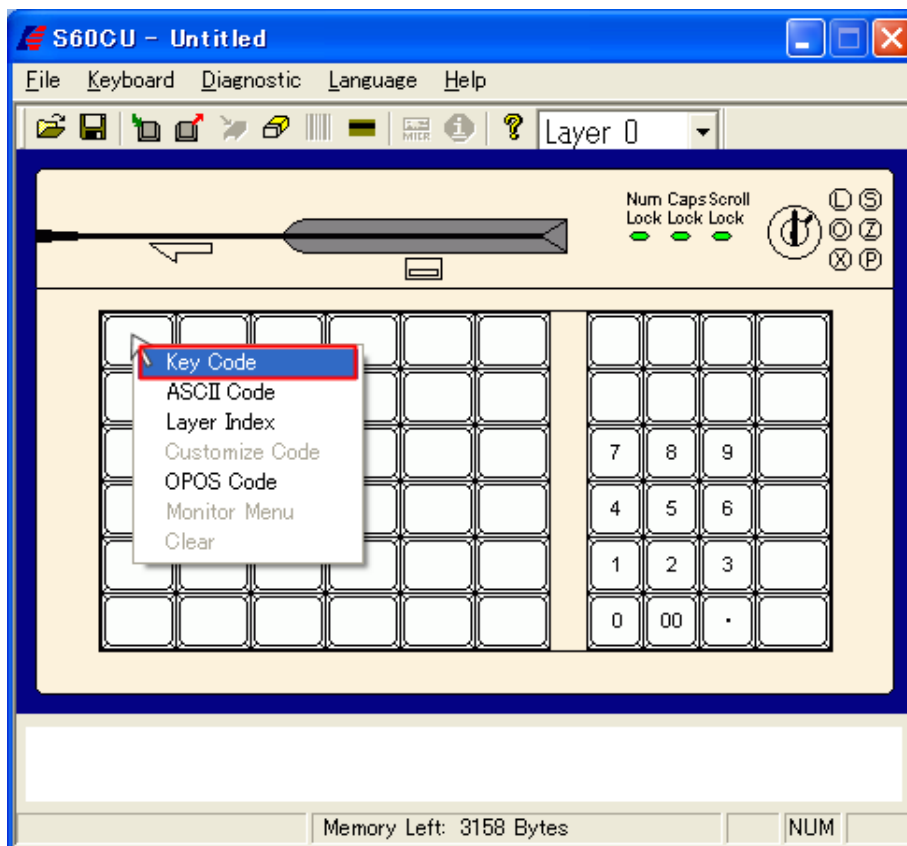 S60CU - Untitled
File Keyboard Diagnostic Language Help
MICR
Layer 0
Num Caps Scroll
Lock Lock Lock
L S
O Z
X P
Key Code
ASCII Code
Layer Index
Customize Code
OPOS Code
Monitor Menu
Clear
7 8 9
4 5 6
1 2 3
0 00 .
Memory Left: 3158 Bytes NUM